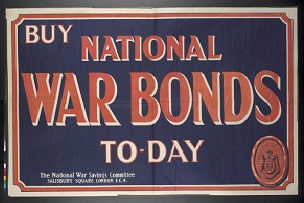 BUY
NATIONAL
WAR BONDS
TO-DAY
The National War Savings Committee
SALISBURY SQUARE. LONDON. E.C.4.